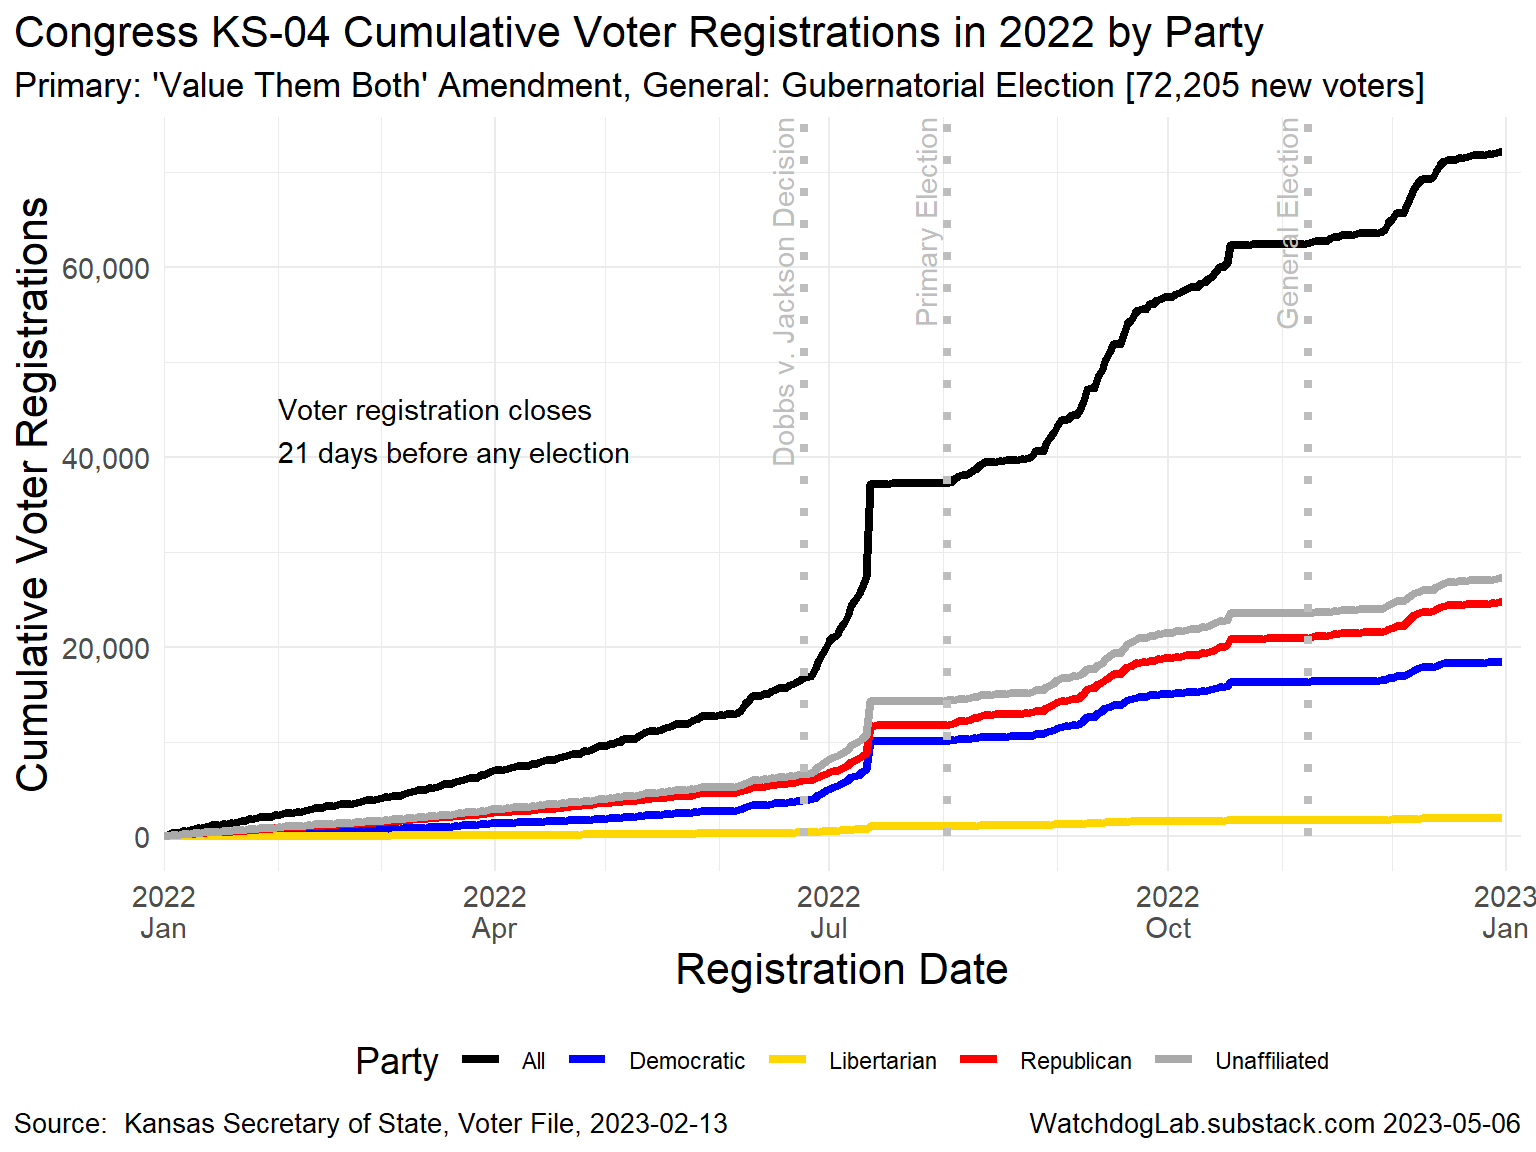 Congress KS-04 Cumulative Voter Registrations in 2022 by Party
Primary: 'Value Them Both' Amendment, General: Gubernatorial Election [72,205 new voters]
Cumulative Voter Registrations
60,000
40,000
20,000
0
Dobbs v. Jackson Decision
Primary Election
General Election
Voter registration closes
21 days before any election
2022
Jan
2022
Apr
2022
Jul
2022
Oct
2023
Jan
Registration Date
Party
All
Democratic
Libertarian
Republican
Unaffiliated
Source:  Kansas Secretary of State, Voter File, 2023-02-13
WatchdogLab.substack.com 2023-05-06